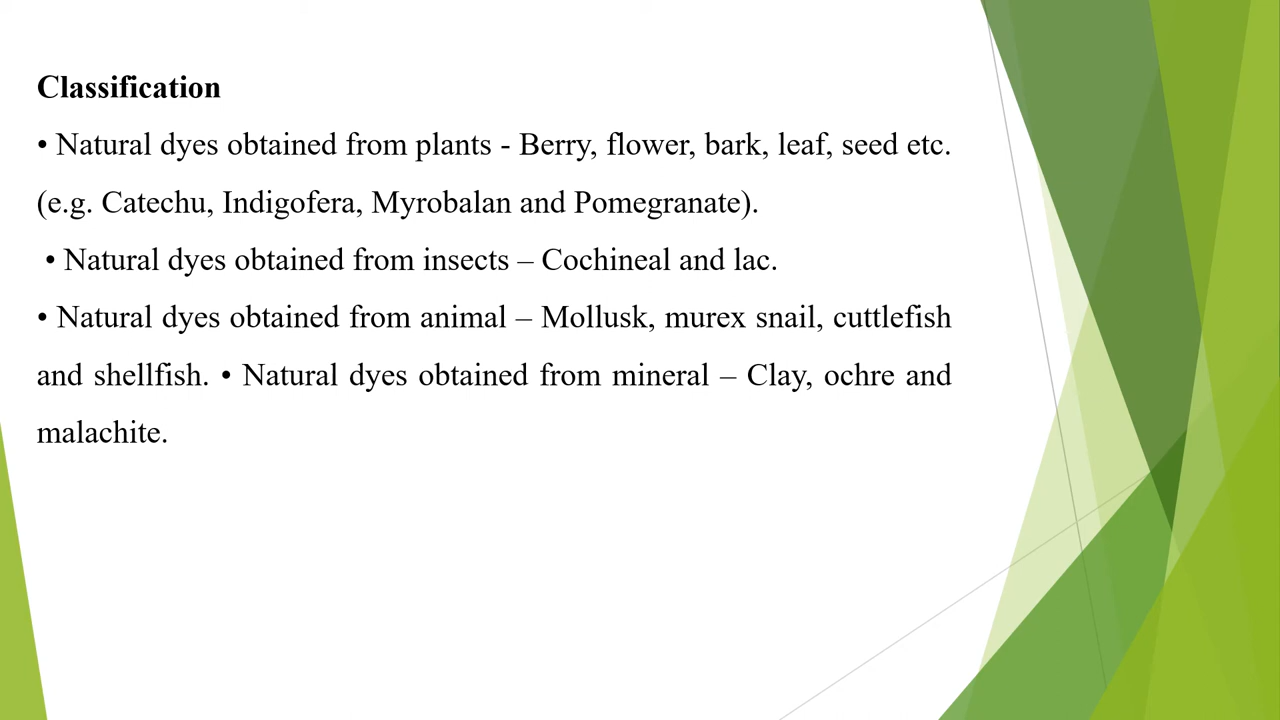 Classification
• Natural dyes obtained from plants - Berry, flower, bark, leaf, seed etc.
(e.g. Catechu, Indigofera, Myrobalan and Pomegranate).
• Natural dyes obtained from insects – Cochineal and lac.
• Natural dyes obtained from animal – Mollusk, murex snail, cuttlefish
and shellfish. • Natural dyes obtained from mineral – Clay, ochre and
malachite.